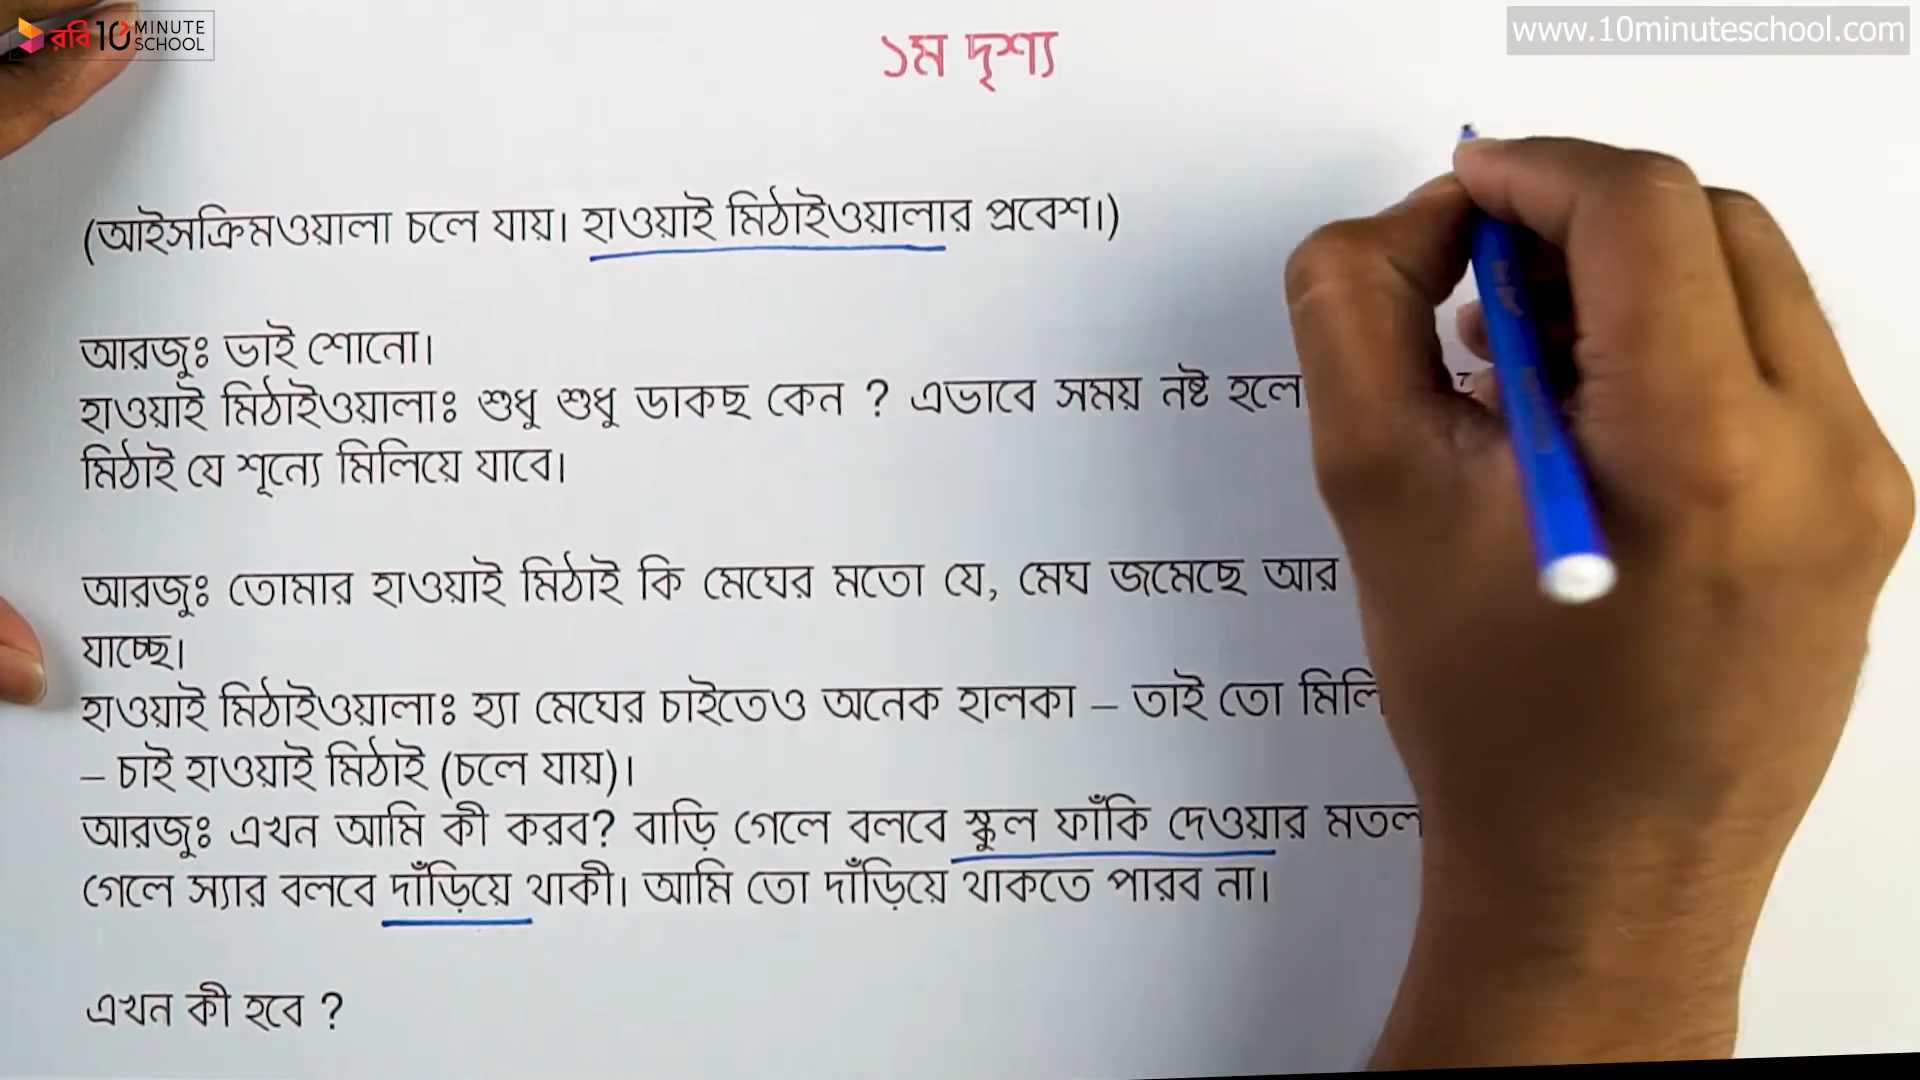 রবি 10 MINUTE SCHOOL
www.10minuteschool.com
১ম দৃশ্য
(আইসক্রিমওয়ালা চলে যায়। হাওয়াই মিঠাইওয়ালার প্রবেশ।)
আরজুঃ ভাই শোনো।
হাওয়াই মিঠাইওয়ালাঃ শুধু শুধু ডাকছ কেন ? এভাবে সময় নষ্ট হলে
মিঠাই যে শূন্যে মিলিয়ে যাবে।
আরজুঃ তোমার হাওয়াই মিঠাই কি মেঘের মতো যে, মেঘ জমেছে আর
যাচ্ছে।
হাওয়াই মিঠাইওয়ালাঃ হ্যা মেঘের চাইতেও অনেক হালকা – তাই তো
– চাই হাওয়াই মিঠাই (চলে যায়)।
আরজুঃ এখন আমি কী করব? বাড়ি গেলে বলবে স্কুল ফাঁকি দেওয়ার
গেলে স্যার বলবে দাঁড়িয়ে থাকী। আমি তো দাঁড়িয়ে থাকতে পারব না।
এখন কী হবে ?